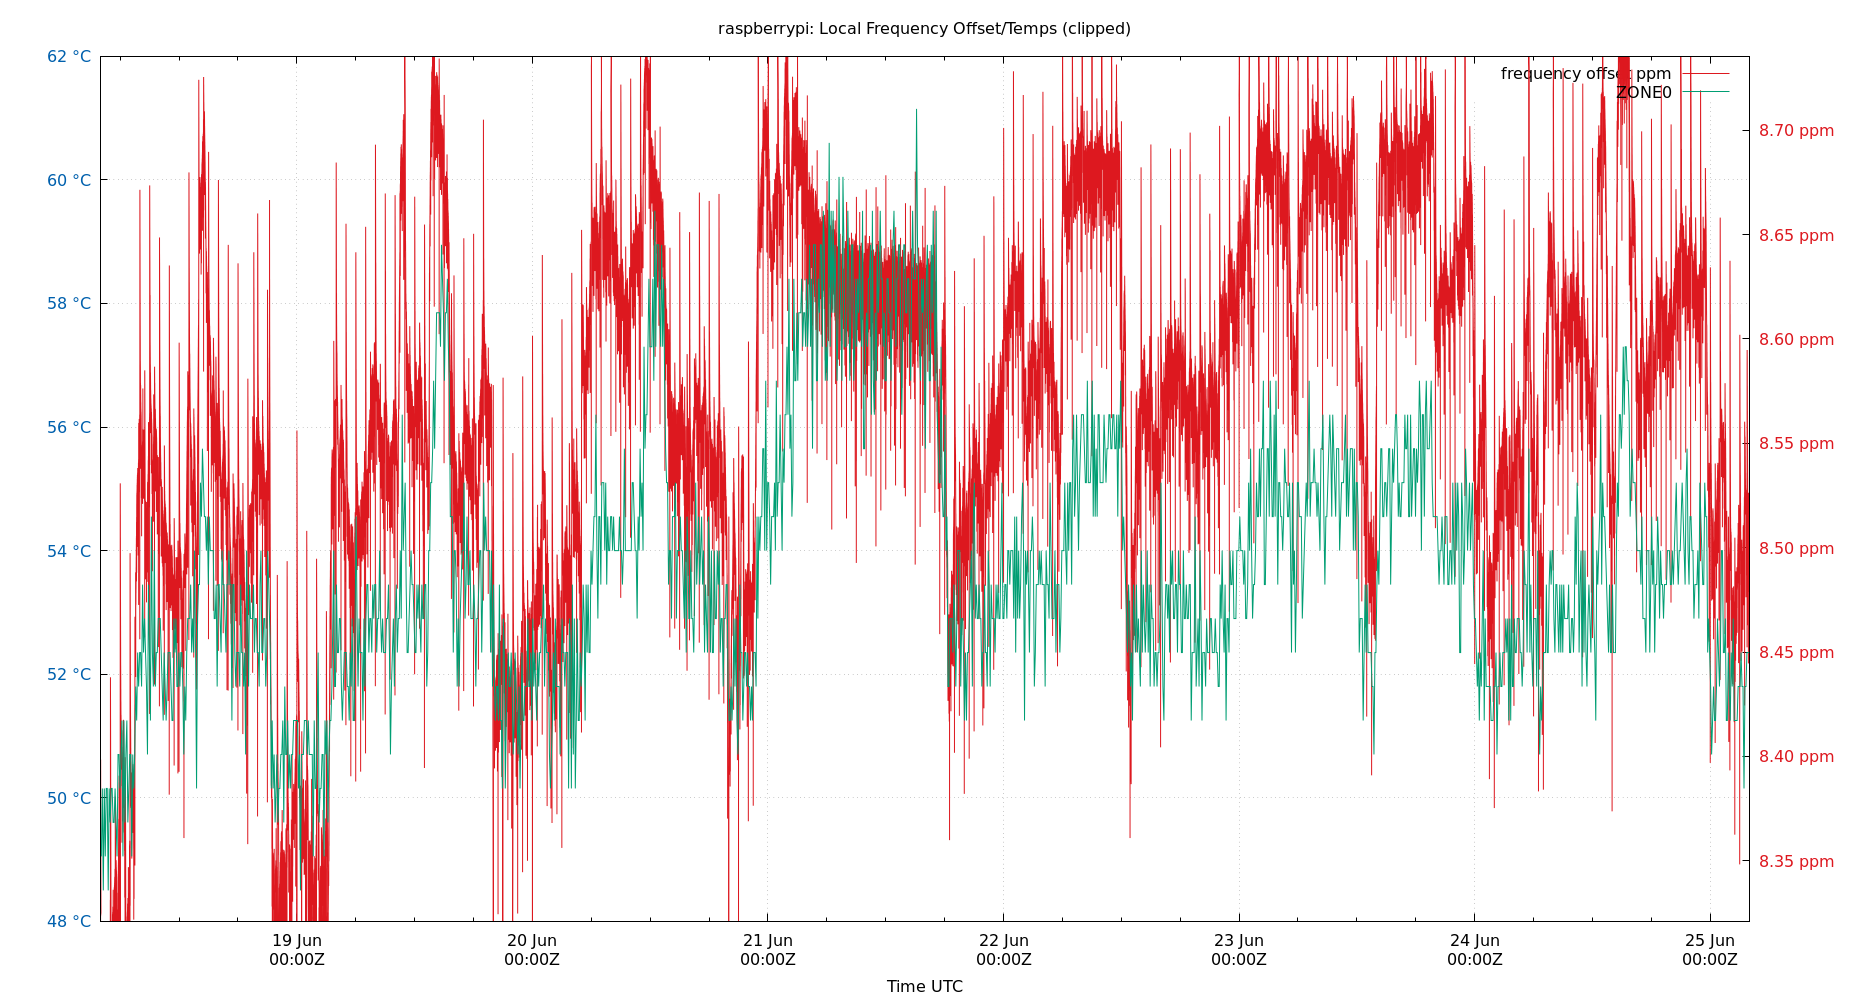 raspberrypi: Local Frequency Offset/Temps (clipped)
62 °C
60 °C
58 °C
56 °C
54 °C
52 °C
50 °C
48 °C
frequency offset ppm
ZONE0
8.70 ppm
8.65 ppm
8.60 ppm
8.55 ppm
8.50 ppm
8.45 ppm
8.40 ppm
8.35 ppm
19 Jun 20 Jun 21 Jun 22 Jun 23 Jun 24 Jun 25 Jun
00:00Z 00:00Z 00:00Z 00:00Z 00:00Z 00:00Z 00:00Z
Time UTC